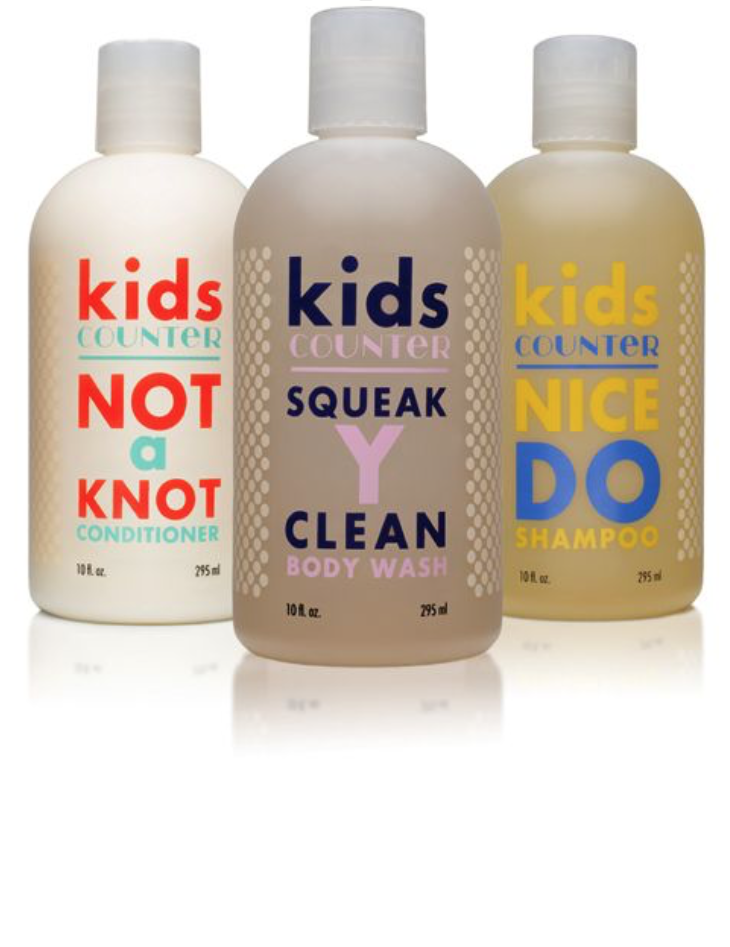 kids
COUNTeR
NOT
a
KNOT
CONDITIONER
10 fl. oz. 295 ml
kids
COUNTeR
SQUEAK
Y
CLEAN
BODY WASH
10 fl. oz. 295 ml
kids
COUNTeR
NICE
DO
SHAMPOO
10 fl. oz. 295 ml